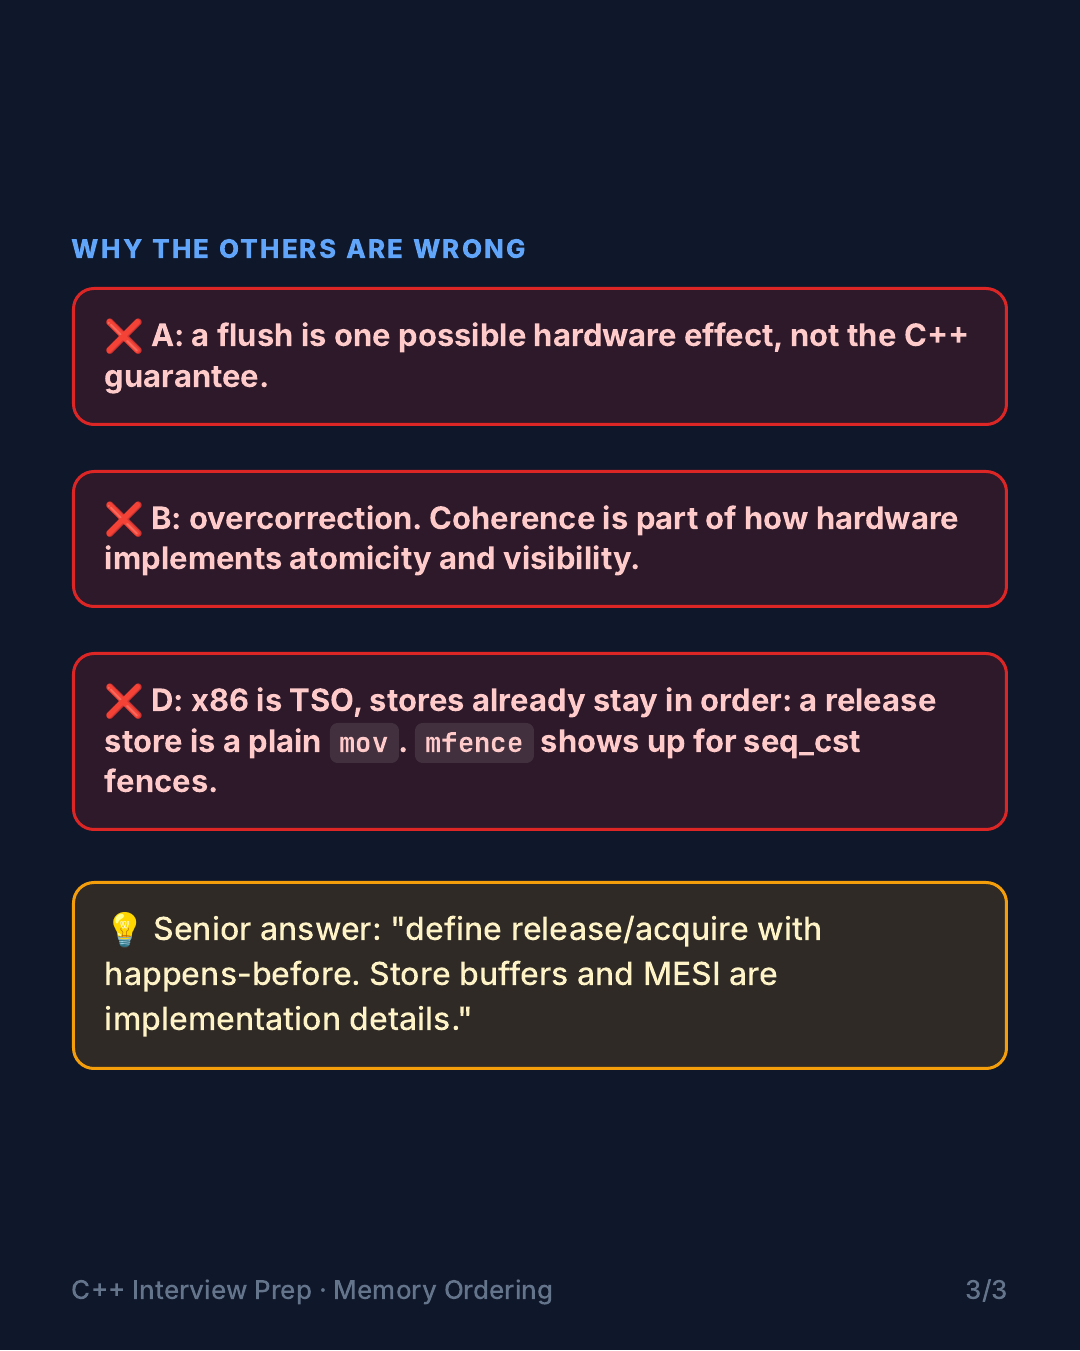 WHY THE OTHERS ARE WRONG
❌ A: a flush is one possible hardware effect, not the C++
guarantee.
❌ B: overcorrection. Coherence is part of how hardware
implements atomicity and visibility.
❌ D: x86 is TSO, stores already stay in order: a release
store is a plain mov. mfence shows up for seq_cst
fences.
💡 Senior answer: "define release/acquire with
happens-before. Store buffers and MESI are
implementation details."
C++ Interview Prep · Memory Ordering
3/3